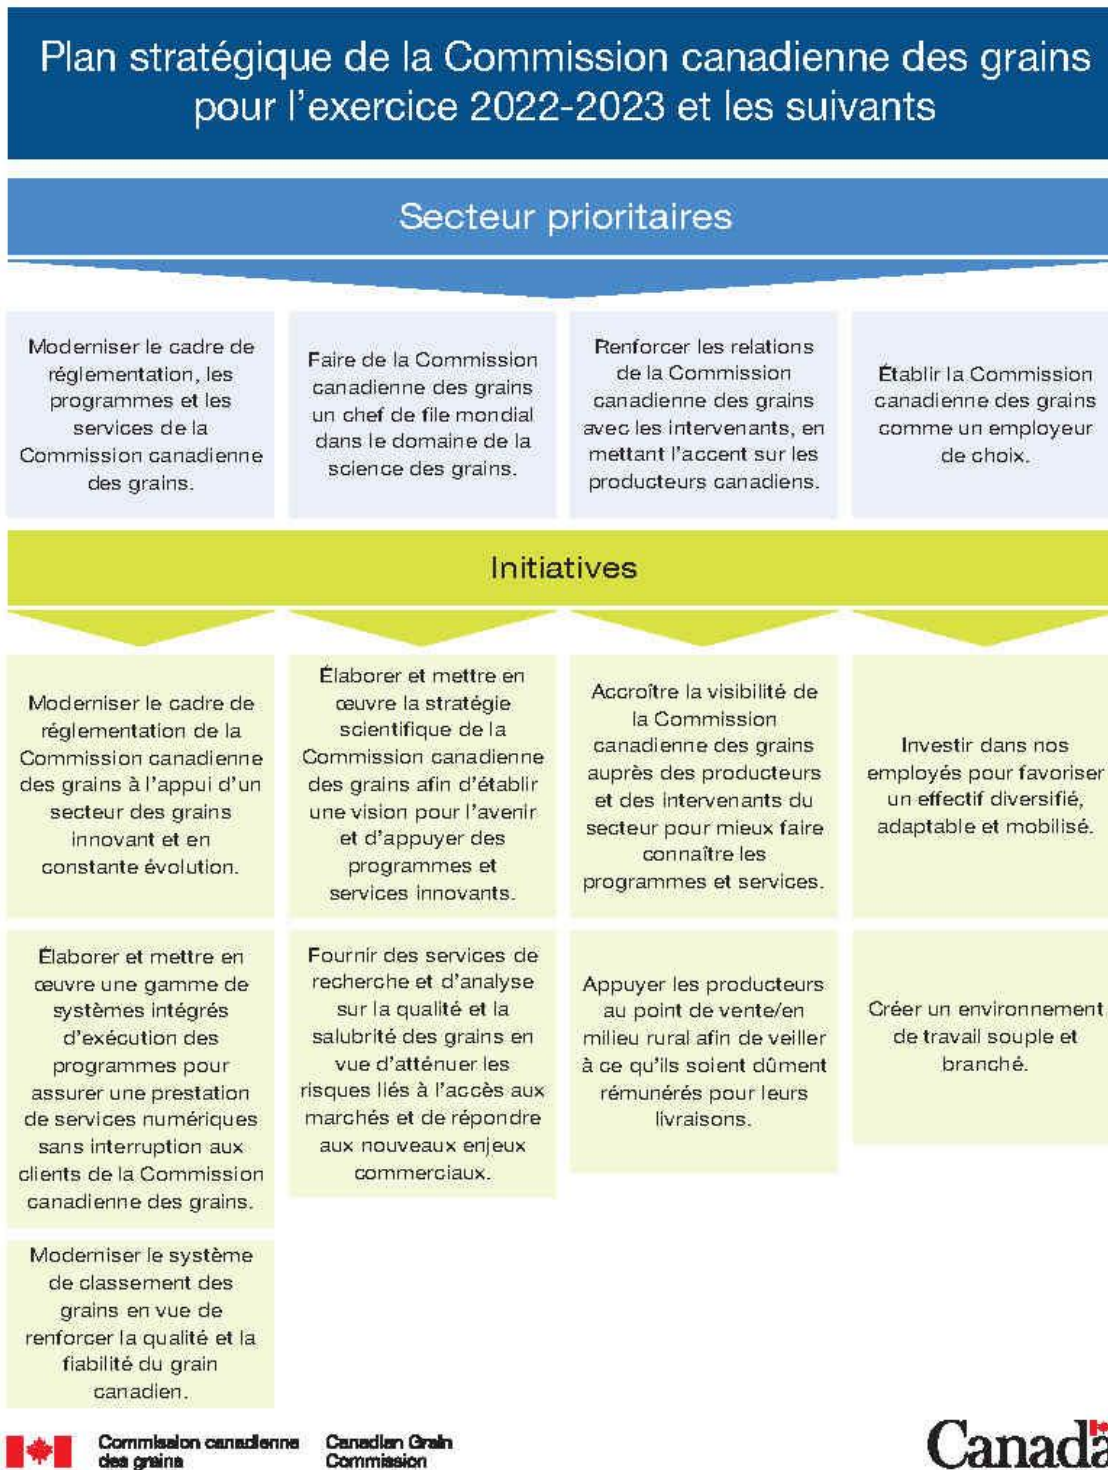 Plan stratégique de la Commission canadienne des grains
pour l'exercice 2022-2023 et les suivants
Secteur prioritaires
Moderniser le cadre de
réglementation, les
programmes et les
services de la
Commission canadienne
des grains.
Faire de la Commission
canadienne des grains
un chef de file mondial
dans le domaine de la
science des grains.
Renforcer les relations
de la Commission
canadienne des grains
avec les intervenants, en
mettant l'accent sur les
producteurs canadiens.
Établir la Commission
canadienne des grains
comme un employeur
de choix.
Initiatives
Moderniser le cadre de
réglementation de la
Commission canadienne
des grains à l'appui d'un
secteur des grains
innovant et en
constante évolution.
Élaborer et mettre en
œuvre la stratégie
scientifique de la
Commission canadienne
des grains afin d'établir
une vision pour l'avenir
et d'appuyer des
programmes et
services innovants.
Accroître la visibilité de
la Commission
canadienne des grains
auprès des producteurs
et des intervenants du
secteur pour mieux faire
connaître les
programmes et services.
Investir dans nos
employés pour favoriser
un effectif diversifié,
adaptable et mobilisé.
Élaborer et mettre en
œuvre une gamme de
systèmes intégrés
d'exécution des
programmes pour
assurer une prestation
de services numériques
sans interruption aux
clients de la Commission
canadienne des grains.
Fournir des services de
recherche et d'analyse
sur la qualité et la
salubrité des grains en
vue d'atténuer les
risques liés à l'accès aux
marchés et de répondre
aux nouveaux enjeux
commerciaux.
Appuyer les producteurs
au point de vente/en
milieu rural afin de veiller
à ce qu'ils soient dûment
rémunérés pour leurs
livraisons.
Créer un environnement
de travail souple et
branché.
Moderniser le système
de classement des
grains en vue de
renforcer la qualité et la
fiabilité du grain
canadien.
Commission canadienne
des grains
Canadian Grain
Commission
Canada